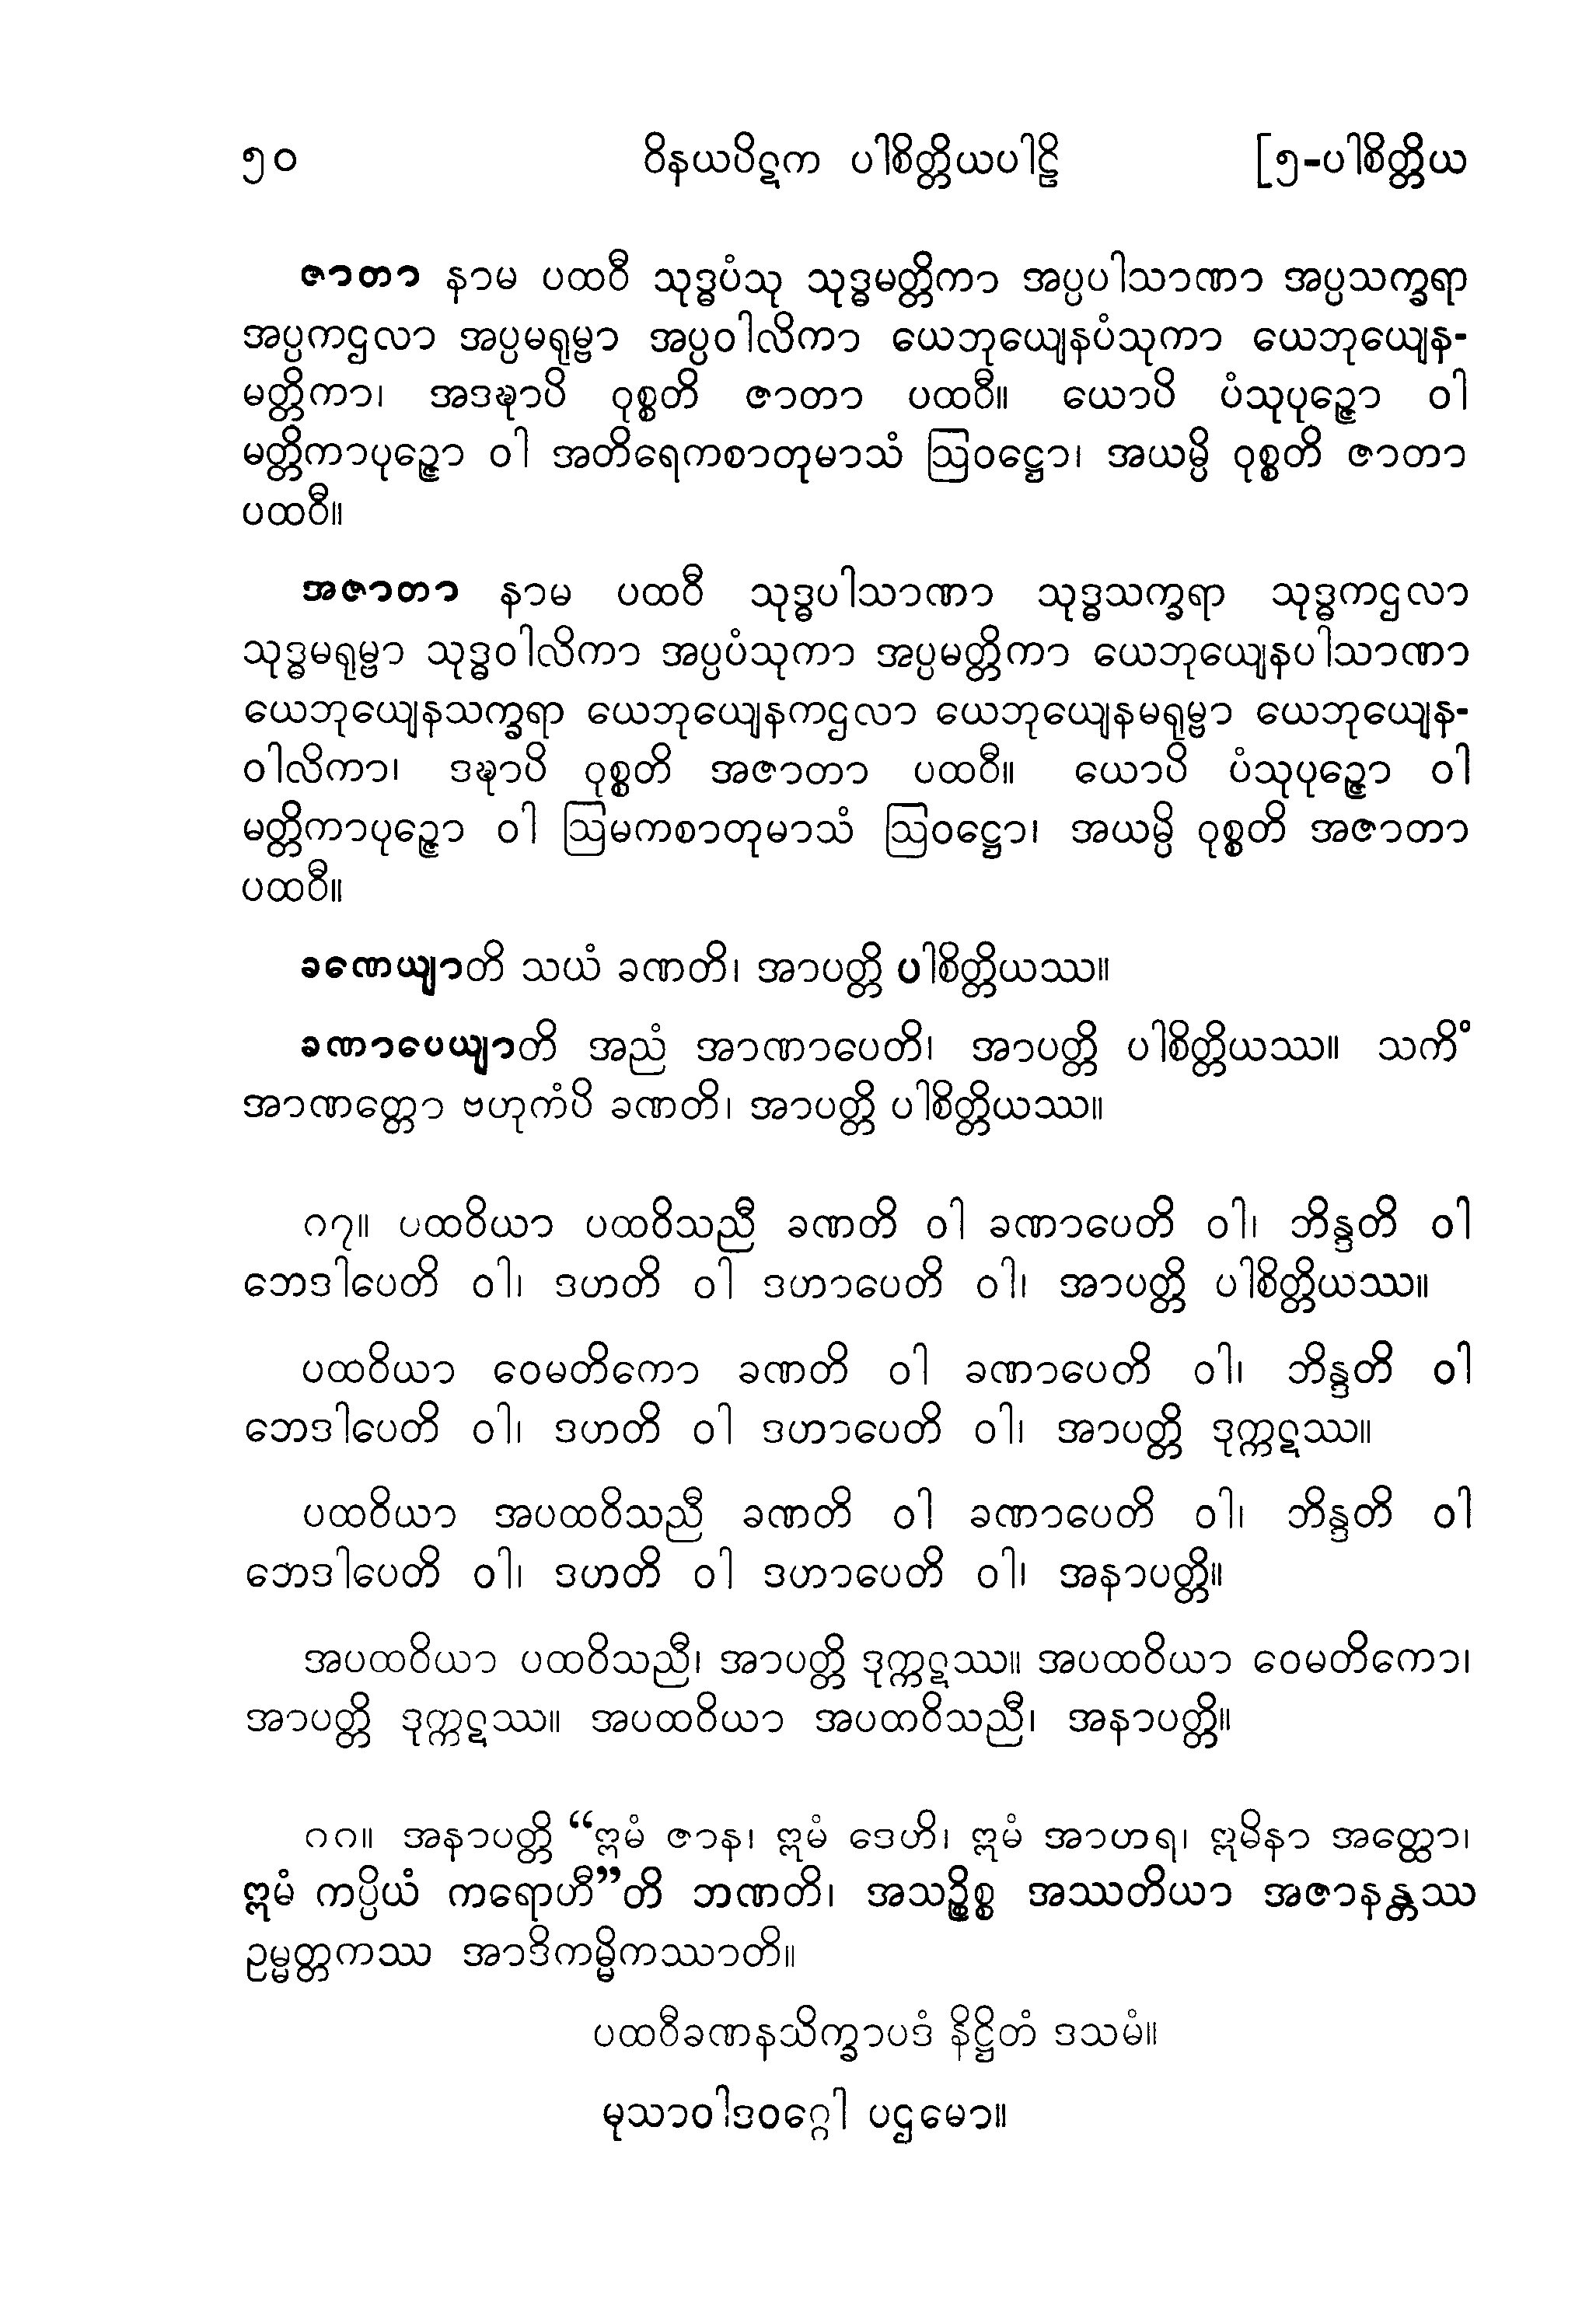 ၅၀ ဝိနယပိဋက ပါစိတ္တိယပါဠိ [၅-ပါစိတ္တိယ
ဇာတာ နာမ ပထဝီ သုဒ္ဓပံသု သုဒ္ဓမတ္တိကာ အပ္ပပါသာဏာ အပ္ပသက္ခရာ
အပ္ပကဌလာ အပ္ပမရုမ္ဗာ အပ္ပဝါလိကာ ယေဘုယျေနပံသုကာ ယေဘုယျေန-
မတ္တိကာ၊ အဒဍ္ဎာပိ ဝုစ္စတိ ဇာတာ ပထဝီ။ ယောပိ ပံသုပုဉ္ဇော ဝါ
မတ္တိကာပုဉ္ဇော ဝါ အတိရေကစာတုမာသံ ဩဝဋ္ဌော၊ အယမ္ပိ ဝုစ္စတိ ဇာတာ
ပထဝီ။
အဇာတာ နာမ ပထဝီ သုဒ္ဓပါသာဏာ သုဒ္ဓသက္ခရာ သုဒ္ဓကဌလာ
သုဒ္ဓမရုမ္ဗာ သုဒ္ဓဝါလိကာ အပ္ပပံသုကာ အပ္ပမတ္တိကာ ယေဘုယျေနပါသာဏာ
ယေဘုယျေနသက္ခရာ ယေဘုယျေနကဌလာ ယေဘုယျေနမရုမ္ဗာ ယေဘုယျေန-
ဝါလိကာ၊ ဒဍ္ဎာပိ ဝုစ္စတိ အဇာတာ ပထဝီ။ ယောပိ ပံသုပုဉ္ဇော ဝါ
မတ္တိကာပုဉ္ဇော ဝါ ဩမကစာတုမာသံ ဩဝဋ္ဌော၊ အယမ္ပိ ဝုစ္စတိ အဇာတာ
ပထဝီ။
ခဏေယျာတိ သယံ ခဏတိ၊ အာပတ္တိ ပါစိတ္တိယဿ။
ခဏာပေယျာတိ အညံ အာဏာပေတိ၊ အာပတ္တိ ပါစိတ္တိယဿ။ သကိံ
အာဏတ္တော ဗဟုကံပိ ခဏတိ၊ အာပတ္တိ ပါစိတ္တိယဿ။
၈၇။ ပထဝိယာ ပထဝိသညီ ခဏတိ ဝါ ခဏာပေတိ ဝါ၊ ဘိန္ဒတိ ဝါ
ဘေဒါပေတိ ဝါ၊ ဒဟတိ ဝါ ဒဟာပေတိ ဝါ၊ အာပတ္တိ ပါစိတ္တိယဿ။
ပထဝိယာ ဝေမတိကော ခဏတိ ဝါ ခဏာပေတိ ဝါ၊ ဘိန္ဒတိ ဝါ
ဘေဒါပေတိ ဝါ၊ ဒဟတိ ဝါ ဒဟာပေတိ ဝါ၊ အာပတ္တိ ဒုက္ကဋဿ။
ပထဝိယာ အပထဝိသညီ ခဏတိ ဝါ ခဏာပေတိ ဝါ၊ ဘိန္ဒတိ ဝါ
ဘေဒါပေတိ ဝါ၊ ဒဟတိ ဝါ ဒဟာပေတိ ဝါ၊ အနာပတ္တိ။
အပထဝိယာ ပထဝိသညီ၊ အာပတ္တိ ဒုက္ကဋဿ။ အပထဝိယာ ဝေမတိကော၊
အာပတ္တိ ဒုက္ကဋဿ။ အပထဝိယာ အပထဝိသညီ၊ အနာပတ္တိ။
၈၈။ အနာပတ္တိ “ဣမံ ဇာန၊ ဣမံ ဒေဟိ၊ ဣမံ အာဟရ၊ ဣမိနာ အတ္ထော၊
ဣမံ ကပ္ပိယံ ကရောဟီ”တိ ဘဏတိ၊ အသဉ္စိစ္စ အဿတိယာ အဇာနန္တဿ
ဥမ္မတ္တကဿ အာဒိကမ္မိကဿာတိ။
ပထဝီခဏနသိက္ခာပဒံ နိဋ္ဌိတံ ဒသမံ။
မုသာဝါဒဝဂ္ဂေါ ပဌမော။